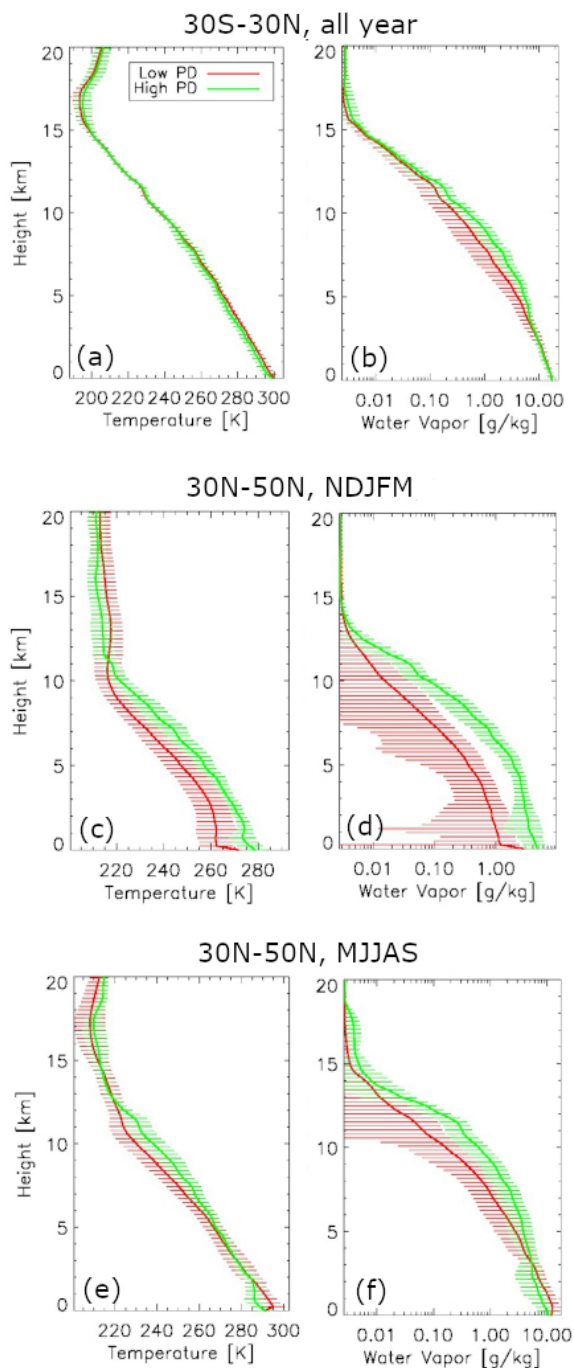 30S-30N, all year
20
15
10
5
0
Height [km]
Low PD
High PD
(a)
200 220 240 260 280 300
Temperature [K]
20
15
10
5
0
(b)
0.01 0.10 1.00 10.00
Water Vapor [g/kg]
30N-50N, NDJFM
20
15
10
5
0
Height [km]
(c)
220 240 260 280
Temperature [K]
20
15
10
5
0
(d)
0.01 0.10 1.00
Water Vapor [g/kg]
30N-50N, MJJAS
20
15
10
5
0
Height [km]
(e)
220 240 260 280 300
Temperature [K]
20
15
10
5
0
(f)
0.01 0.10 1.00 10.00
Water Vapor [g/kg]